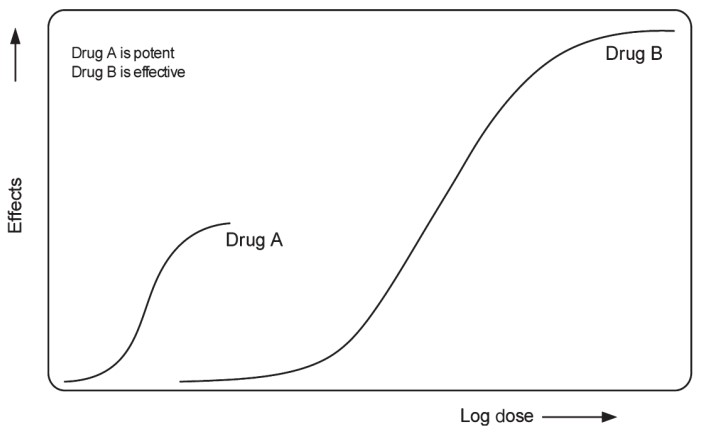 Drug A is potent
Drug B is effective
Drug B
Effects
Drug A
Log dose